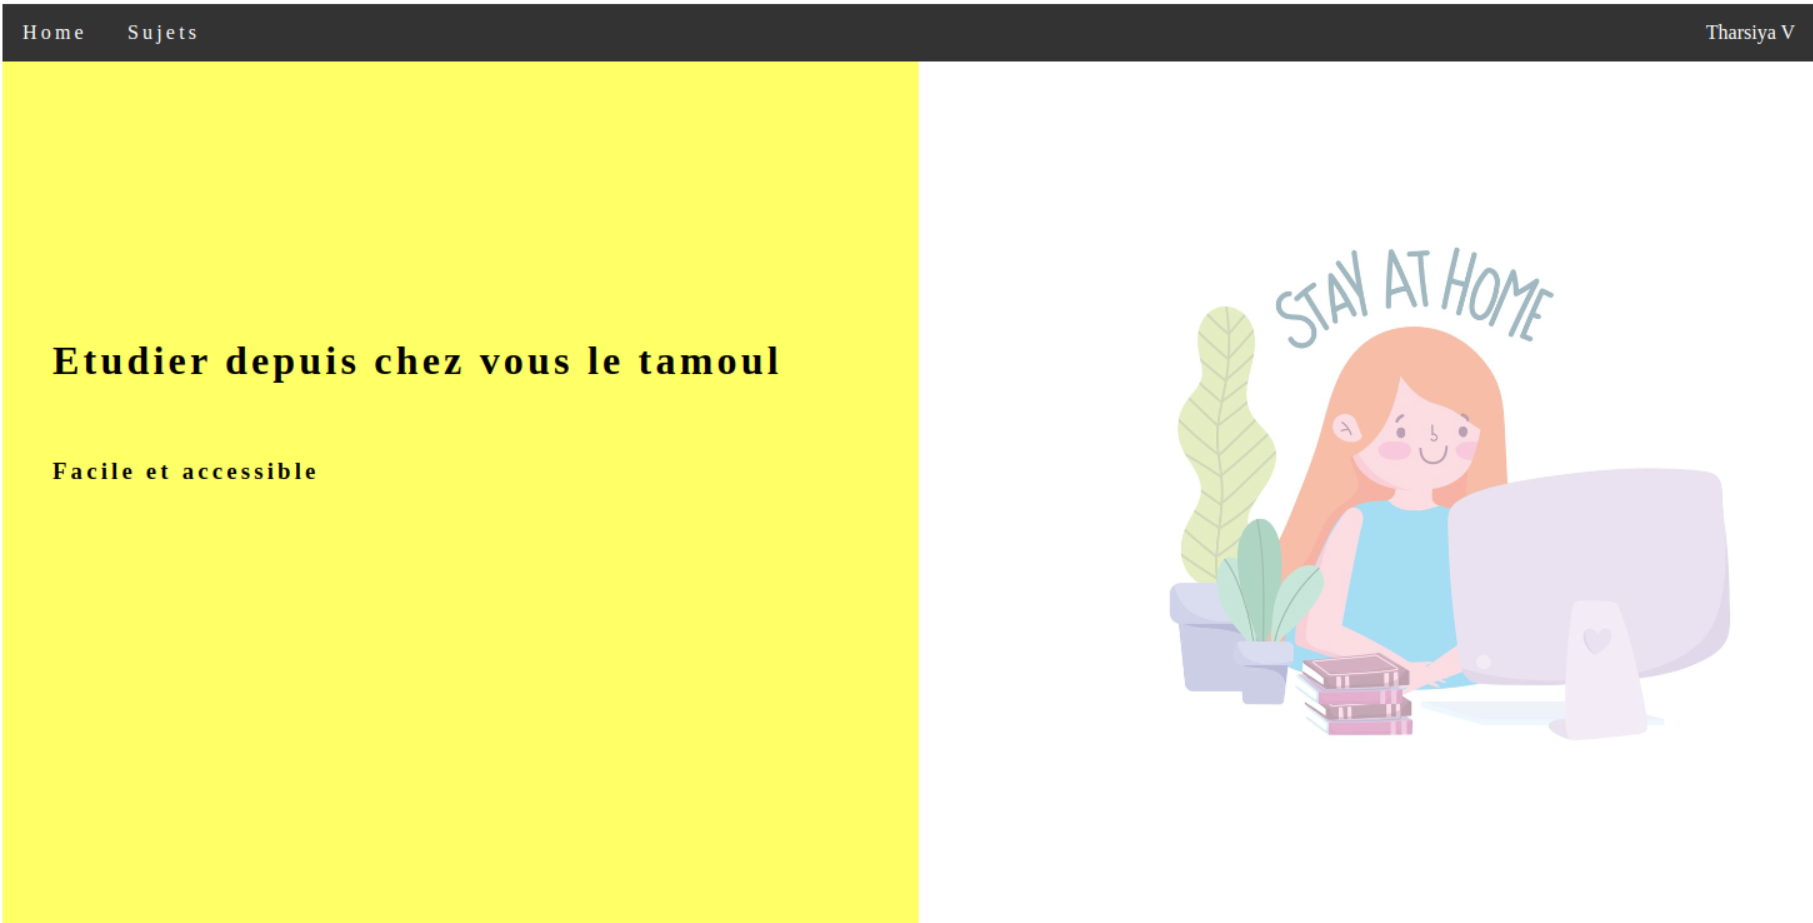 Home Sujets Tharsiya V
Etudier depuis chez vous le tamoul
Facile et accessible
STAY AT HOME